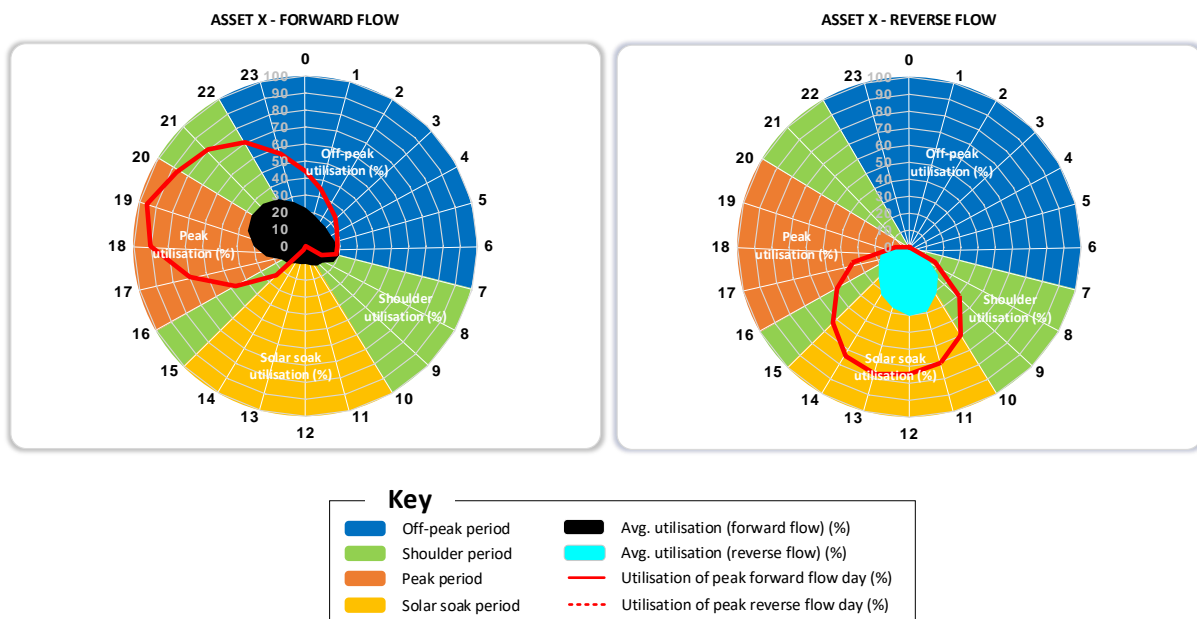 ASSET X - FORWARD FLOW
0
1
2
3
4
5
6
7
8
9
10
11
12
13
14
15
16
17
18
19
20
21
22
23
100
90
80
70
60
50
40
30
20
10
0
Off-peak
utilisation (%)
Peak
utilisation (%)
Shoulder
utilisation (%)
Solar soak
utilisation (%)
ASSET X - REVERSE FLOW
0
1
2
3
4
5
6
7
8
9
10
11
12
13
14
15
16
17
18
19
20
21
22
23
100
90
80
70
60
50
40
30
20
10
0
Off-peak
utilisation (%)
Peak
utilisation (%)
Shoulder
utilisation (%)
Solar soak
utilisation (%)
Key
Off-peak period
Avg. utilisation (forward flow) (%)
Shoulder period
Avg. utilisation (reverse flow) (%)
Peak period
Utilisation of peak forward flow day (%)
Solar soak period
Utilisation of peak reverse flow day (%)